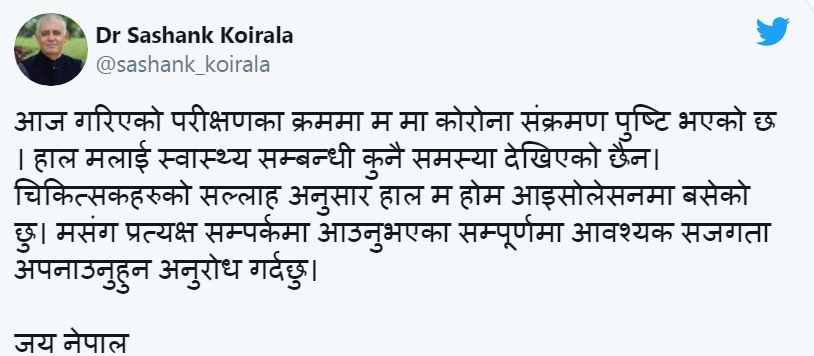 Dr Sashank Koirala
@sashank_koirala
आज गरिएको परीक्षणका क्रममा म मा कोरोना संक्रमण पुष्टि भएको छ
। हाल मलाई स्वास्थ्य सम्बन्धी कुनै समस्या देखिएको छैन।
चिकित्सकहरुको सल्लाह अनुसार हाल म होम आइसोलेसनमा बसेको
छु। मसंग प्रत्यक्ष सम्पर्कमा आउनुभएका सम्पूर्णमा आवश्यक सजगता
अपनाउनुहुन अनुरोध गर्दछु।
जय नेपाल